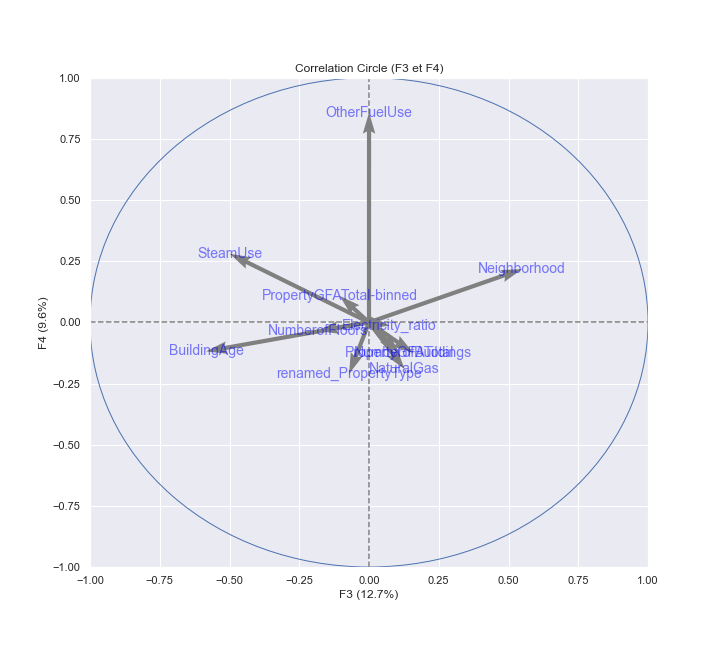 Correlation Circle (F3 et F4)
1.00
0.75
0.50
0.25
0.00
−0.25
−0.50
−0.75
−1.00
F4 (9.6%)
OtherFuelUse
SteamUse
Neighborhood
PropertyGFATotal-binned
Electricity_ratio
NumberofFloors
BuildingAge
PropertyGFATotal
NumberofBuildings
NaturalGas
renamed_PropertyType
−1.00
−0.75
−0.50
−0.25
0.00
0.25
0.50
0.75
1.00
F3 (12.7%)